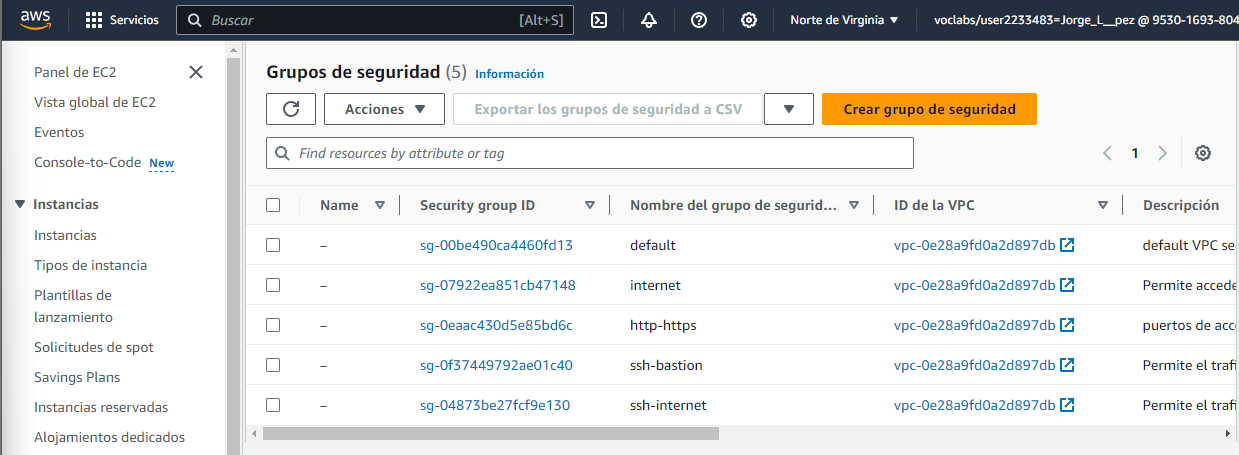 aws Servicios Buscar [Alt+S] Norte de Virginia voclabs/user2233483=Jorge_L__pez @ 9530-1693-804
Panel de EC2
Vista global de EC2
Eventos
Console-to-Code New
Instancias
Instancias
Tipos de instancia
Plantillas de
lanzamiento
Solicitudes de spot
Savings Plans
Instancias reservadas
Alojamientos dedicados
Grupos de seguridad (5) Información
Acciones Exportar los grupos de seguridad a CSV Crear grupo de seguridad
Find resources by attribute or tag 1
Name Security group ID Nombre del grupo de segurid... ID de la VPC Descripción
– sg-00be490ca4460fd13 default vpc-0e28a9fd0a2d897db default VPC se
– sg-07922ea851cb47148 internet vpc-0e28a9fd0a2d897db Permite accede
– sg-0eaac430d5e85bd6c http-https vpc-0e28a9fd0a2d897db puertos de acc
– sg-0f37449792ae01c40 ssh-bastion vpc-0e28a9fd0a2d897db Permite el trafi
– sg-04873be27fcf9e130 ssh-internet vpc-0e28a9fd0a2d897db Permite el trafi